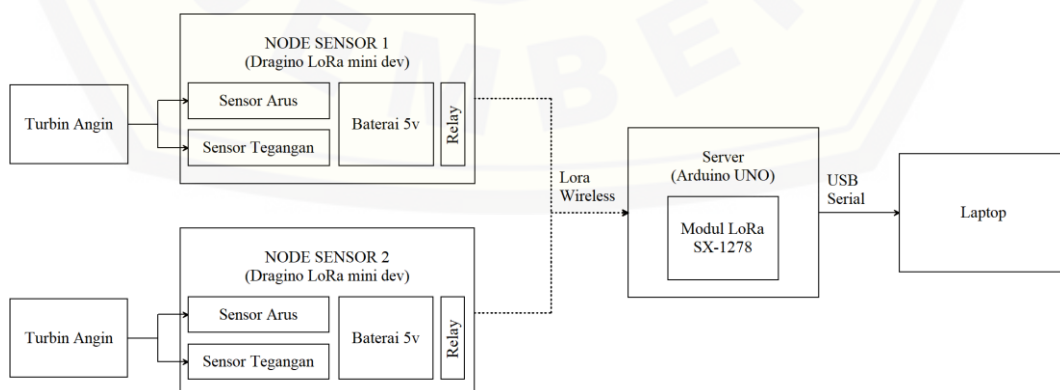 NODE SENSOR 1
(Dragino LoRa mini dev)
Turbin Angin
Sensor Arus
Sensor Tegangan
Baterai 5v
Relay
Lora
Wireless
Server
(Arduino UNO)
Modul LoRa
SX-1278
USB
Serial
Laptop
NODE SENSOR 2
(Dragino LoRa mini dev)
Turbin Angin
Sensor Arus
Sensor Tegangan
Baterai 5v
Relay